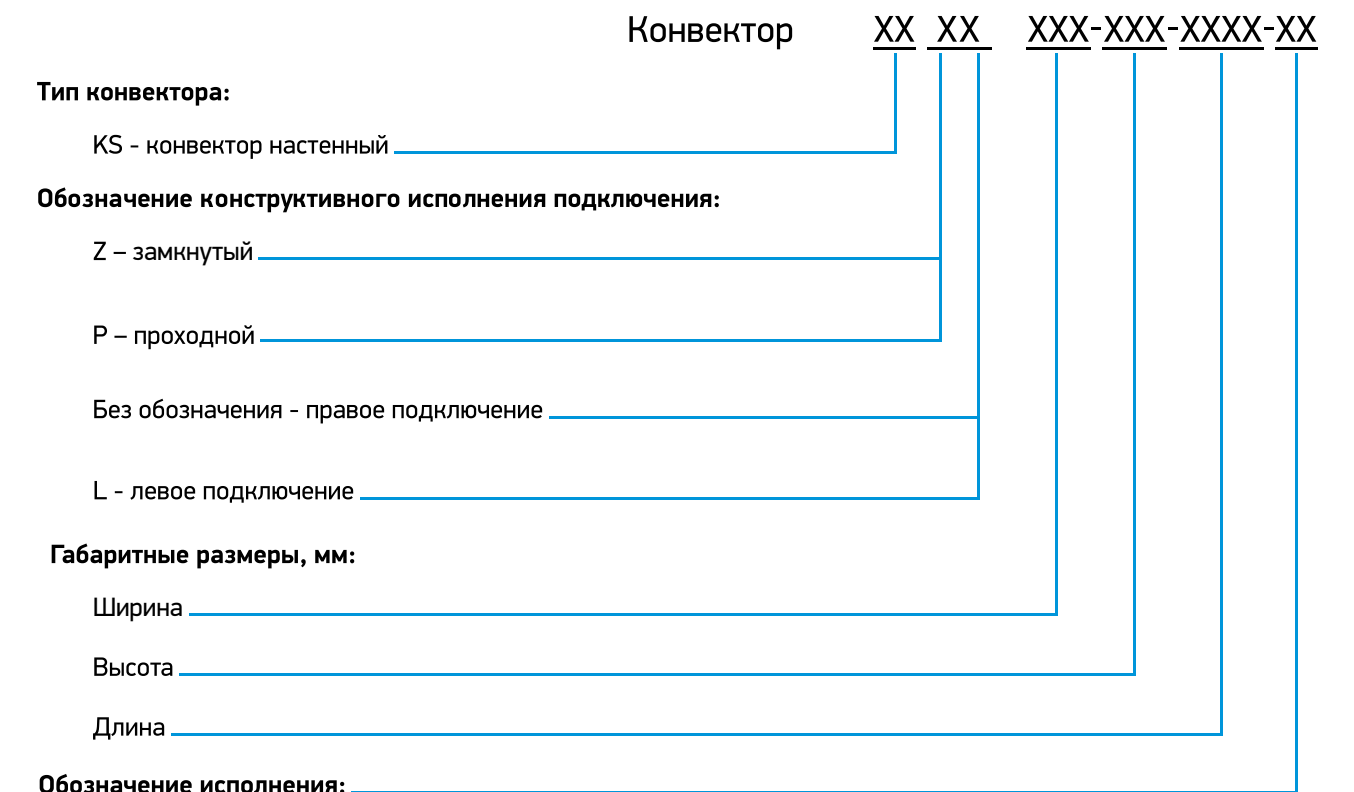 Конвектор XX XX XXX-XXX-XXXX-XX
Тип конвектора:
KS - конвектор настенный
Обозначение конструктивного исполнения подключения:
Z – замкнутый
P – проходной
Без обозначения - правое подключение
L - левое подключение
Габаритные размеры, мм:
Ширина
Высота
Длина
Обозначение исполнения: